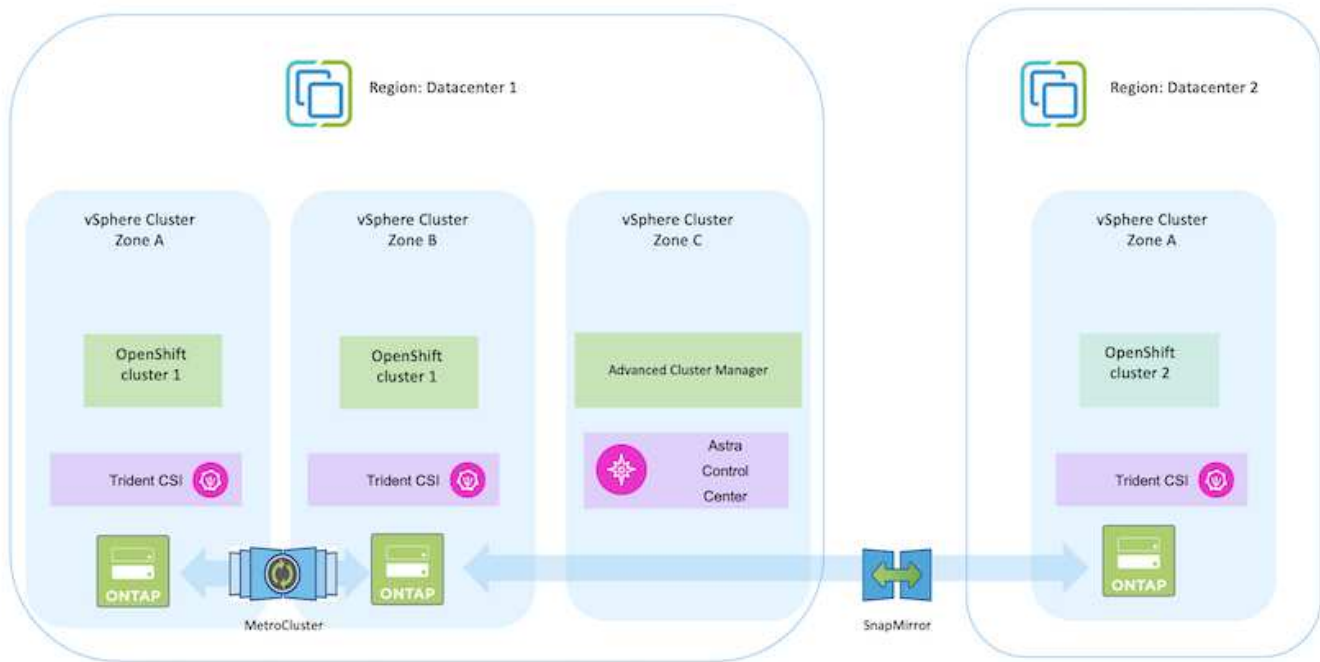 Region: Datacenter 1
Region: Datacenter 2
vSphere Cluster
Zone A
vSphere Cluster
Zone B
vSphere Cluster
Zone C
vSphere Cluster
Zone A
OpenShift
cluster 1
OpenShift
cluster 1
Advanced Cluster Manager
OpenShift
cluster 2
Trident CSI
Trident CSI
Astra
Control
Center
Trident CSI
ONTAP
ONTAP
ONTAP
MetroCluster
SnapMirror